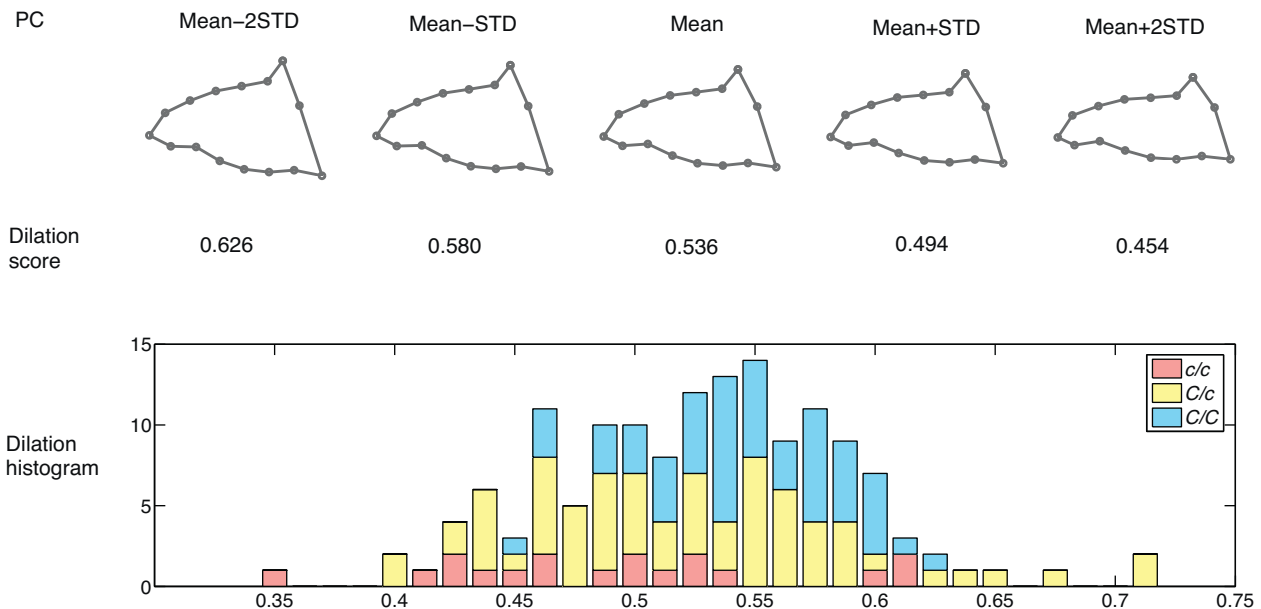 PC Mean−2STD Mean−STD Mean Mean+STD Mean+2STD
Dilation
score
0.626 0.580 0.536 0.494 0.454
Dilation
histogram
15
10
5
0
c/c
C/c
C/C
0.35 0.4 0.45 0.5 0.55 0.6 0.65 0.7 0.75